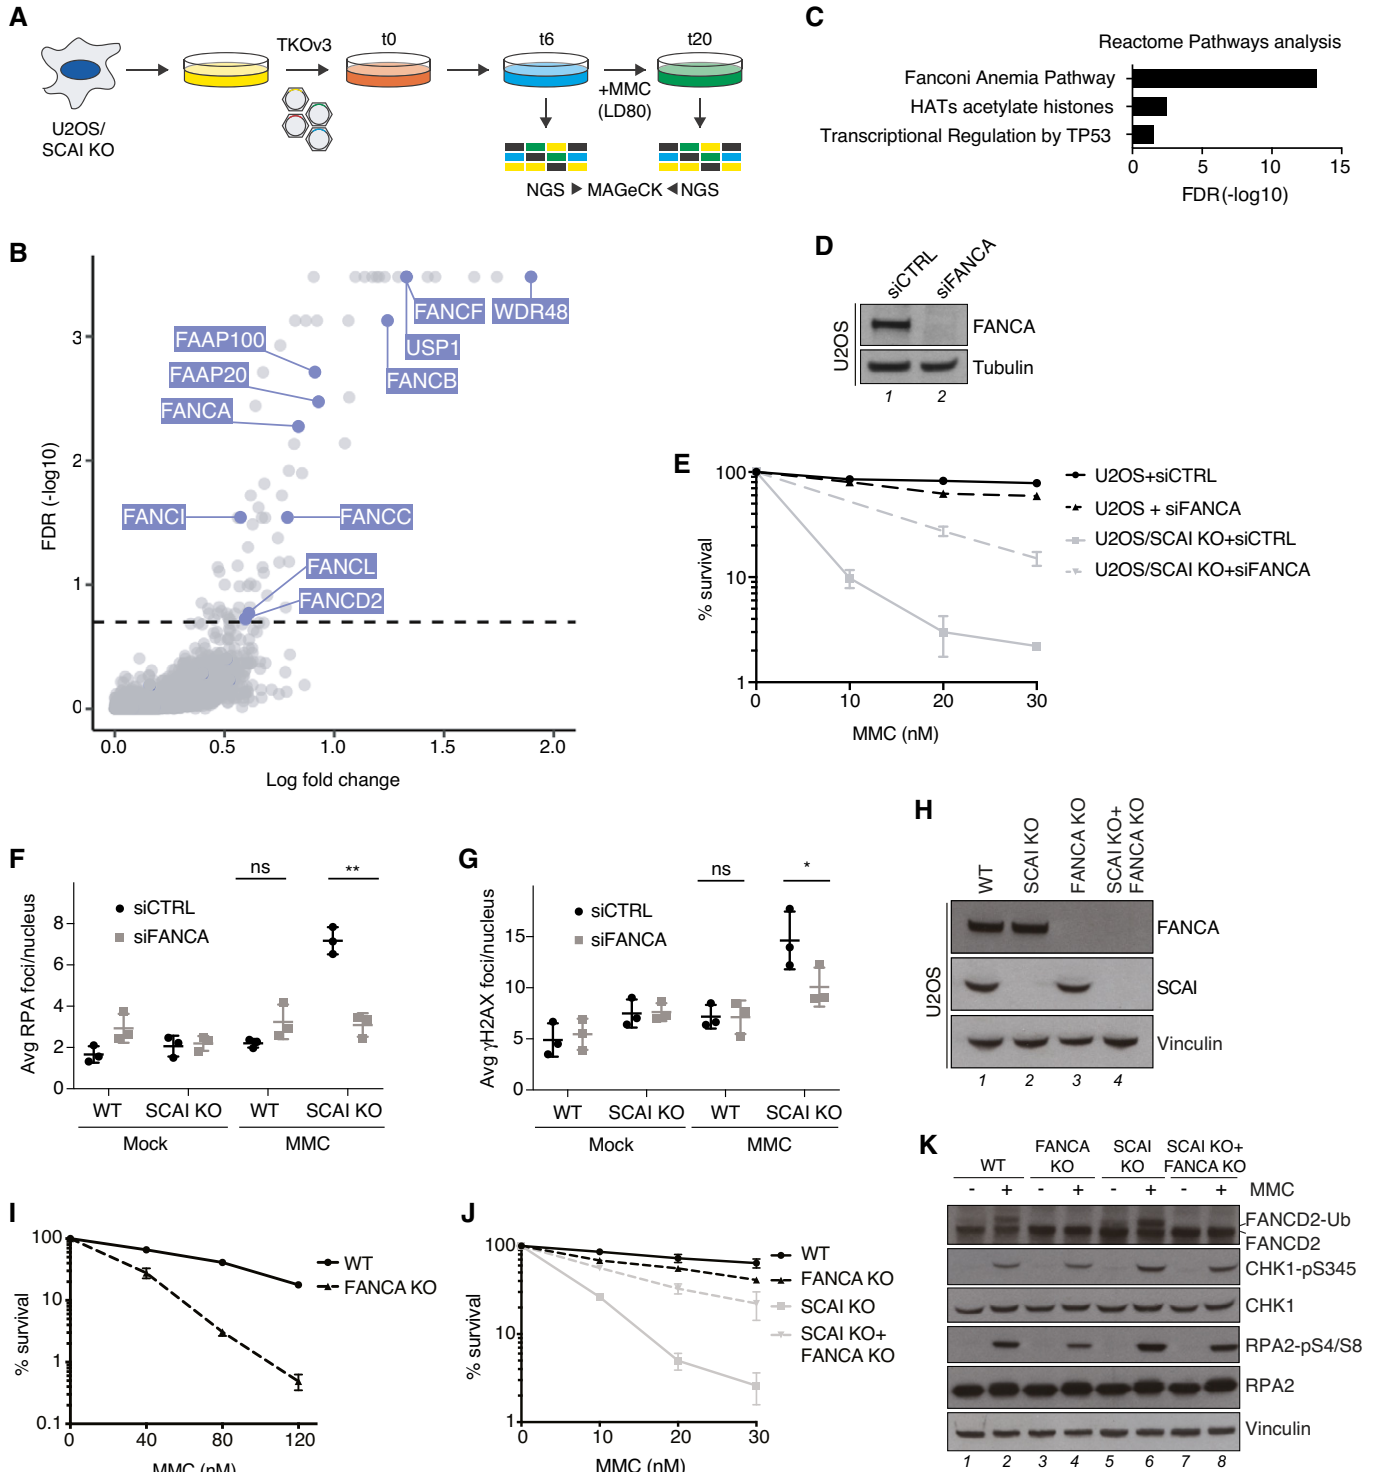 A
U2OS/
SCAI KO
TKOv3
t0
t6
+MMC
(LD80)
t20
NGS
MAGeCK
NGS
C
Reactome Pathways analysis
Fanconi Anemia Pathway
HATs acetylate histones
Transcriptional Regulation by TP53
0 5 10 15
FDR(-log10)
B
FDR (-log10)
3
2
1
0
FAAP100
FAAP20
FANCA
FANCF
WDR48
USP1
FANCB
FANCI
FANCC
FANCL
FANCD2
0.0 0.5 1.0 1.5 2.0
Log fold change
D
siCTRL
siFANCA
U2OS
FANCA
Tubulin
1 2
E
% survival
100
10
1
0 10 20 30
MMC (nM)
U2OS+siCTRL
U2OS + siFANCA
U2OS/SCAI KO+siCTRL
U2OS/SCAI KO+siFANCA
F
Avg RPA foci/nucleus
8
6
4
2
0
siCTRL
siFANCA
ns
**
WT SCAI KO WT SCAI KO
Mock MMC
G
Avg γH2AX foci/nucleus
15
10
5
0
siCTRL
siFANCA
ns
*
WT SCAI KO WT SCAI KO
Mock MMC
H
WT
SCAI KO
FANCA KO
SCAI KO+
FANCA KO
U2OS
FANCA
SCAI
Vinculin
1 2 3 4
I
% survival
100
10
1
0.1
0 40 80 120
MMC (nM)
WT
FANCA KO
J
% survival
100
10
1
0 10 20 30
MMC (nM)
WT
FANCA KO
SCAI KO
SCAI KO+
FANCA KO
K
WT
FANCA
KO
SCAI
KO
SCAI KO+
FANCA KO
- + - + - + - + MMC
FANCD2-Ub
FANCD2
CHK1-pS345
CHK1
RPA2-pS4/S8
RPA2
Vinculin
1 2 3 4 5 6 7 8